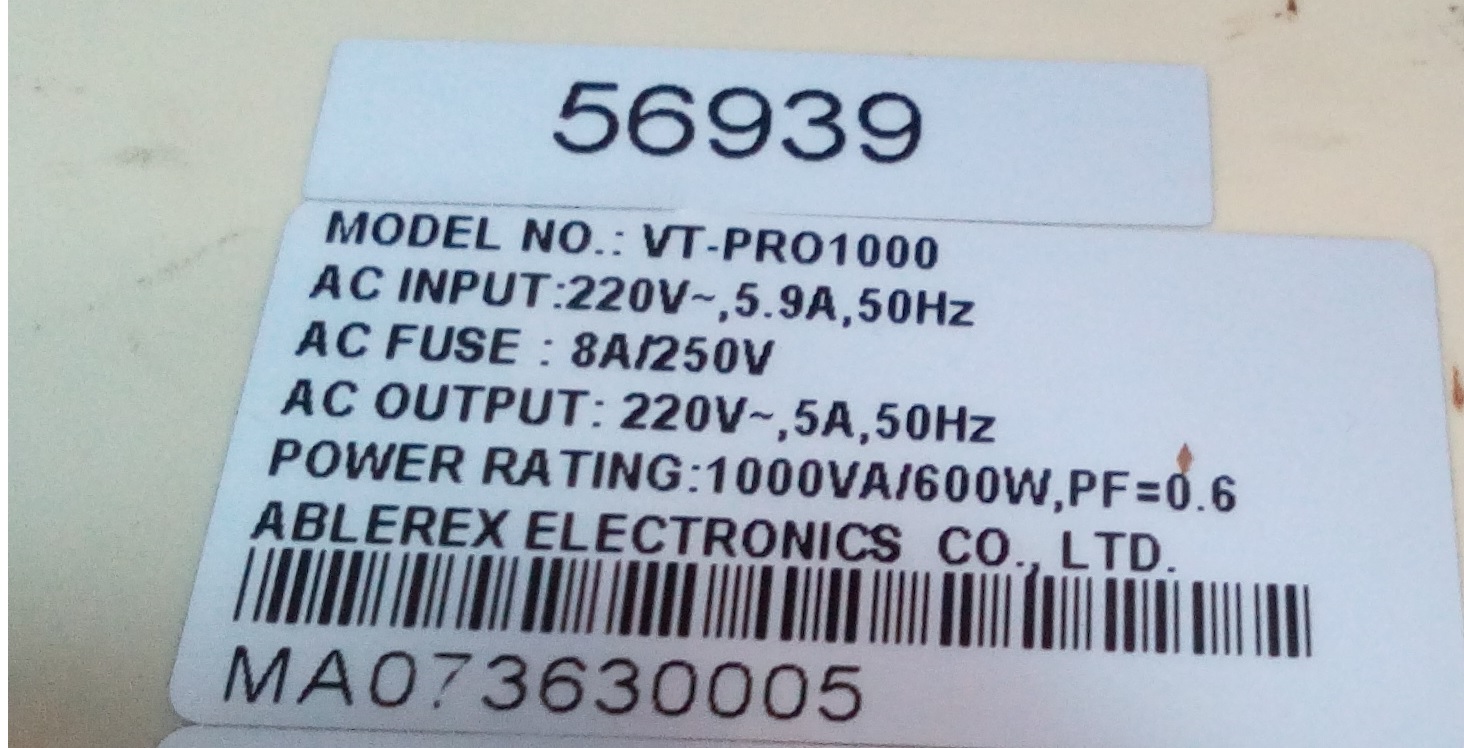 56939
MODEL NO.: VT-PRO1000
AC INPUT:220V~,5.9A,50Hz
AC FUSE : 8A/250V
AC OUTPUT: 220V~,5A,50Hz
POWER RATING:1000VA/600W,PF=0.6
ABLEREX ELECTRONICS CO., LTD.
MA073630005